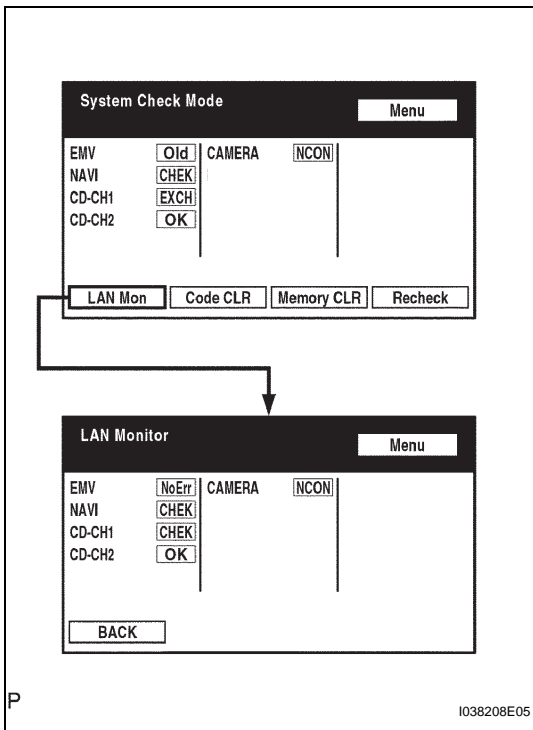 System Check Mode
Menu
EMV Old CAMERA NCON
NAVI CHEK
CD-CH1 EXCH
CD-CH2 OK
LAN Mon Code CLR Memory CLR Recheck
LAN Monitor
Menu
EMV NoErr CAMERA NCON
NAVI CHEK
CD-CH1 CHEK
CD-CH2 OK
BACK
P
I038208E05